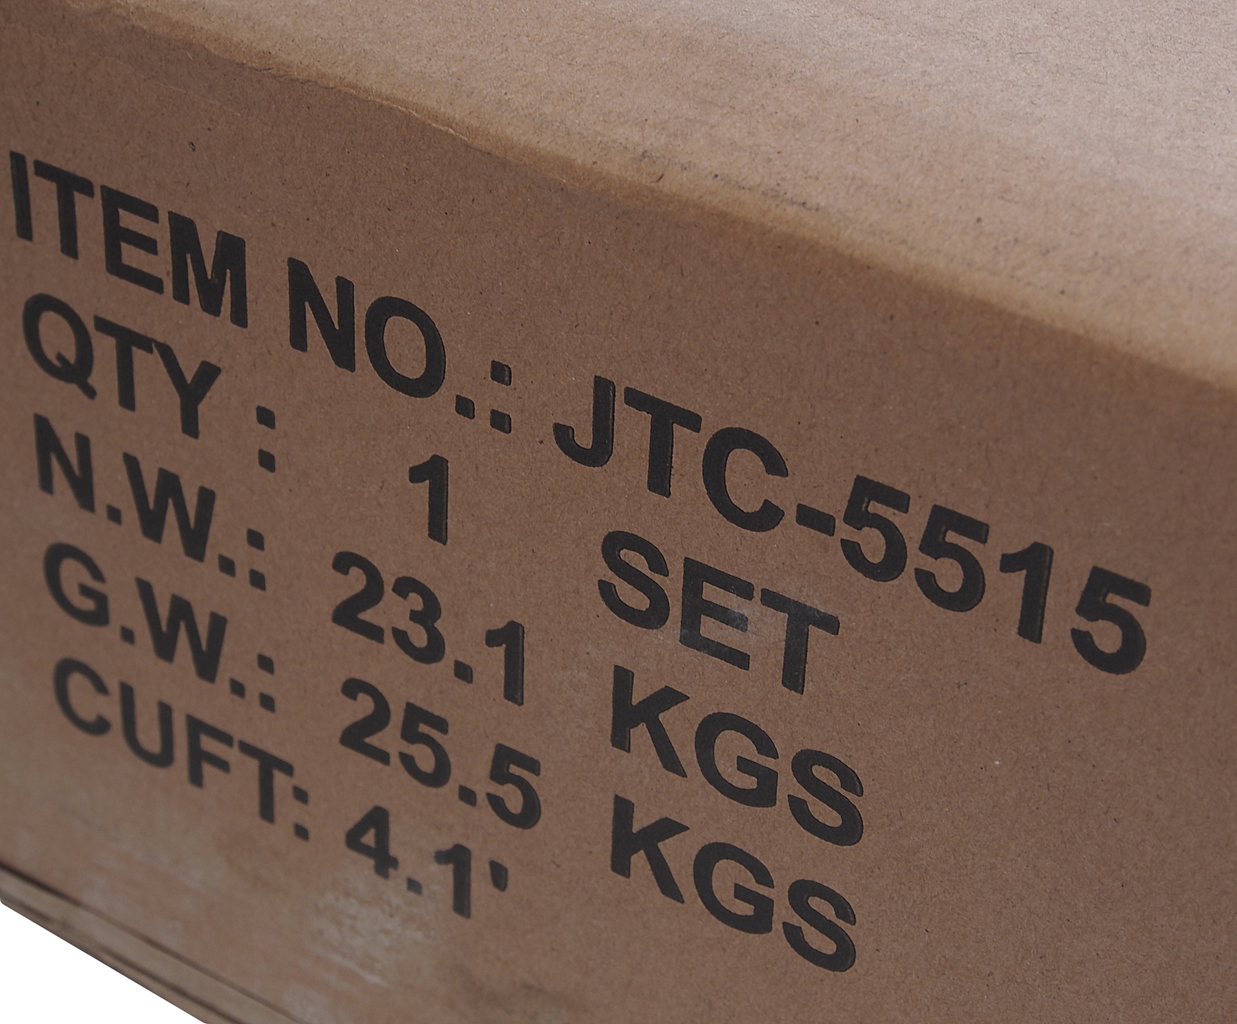 ITEM NO.: JTC-5515
QTY : 1 SET
N.W.: 23.1 KGS
G.W.: 25.5 KGS
CUFT: 4.1'